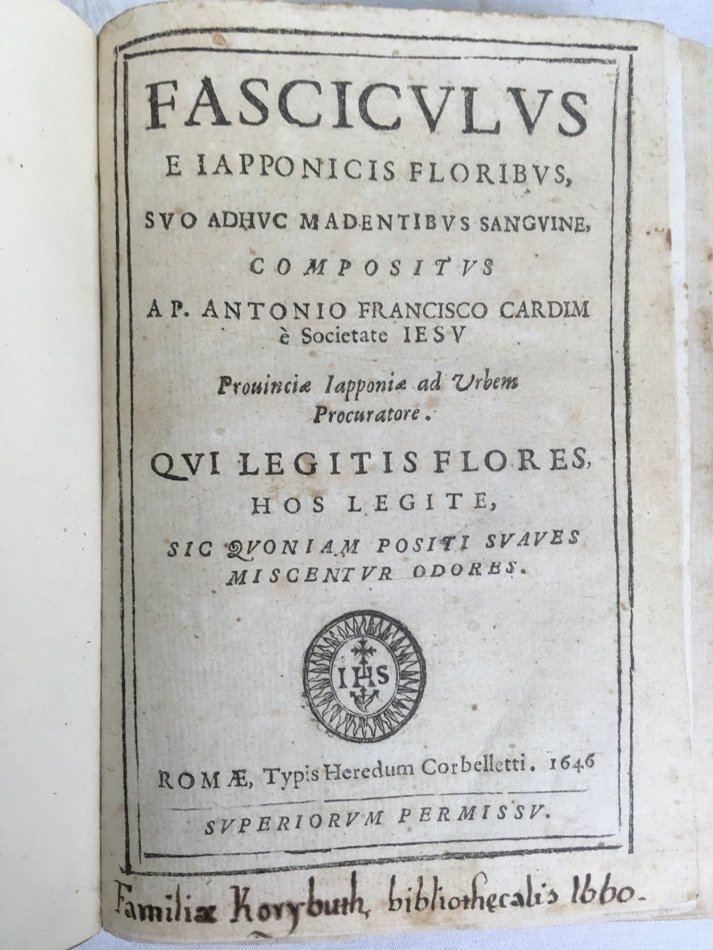 FASCICVLVS
E IAPPONICIS FLORIBVS,
SVO ADHVC MADENTIBVS SANGVINE,
COMPOSITVS
A P. ANTONIO FRANCISCO CARDIM
è Societate IESV
Prouinciæ Iapponiæ ad Vrbem
Procuratore.
QVI LEGITIS FLORES,
HOS LEGITE,
SIC QVONIAM POSITI SVAVES
MISCENTVR ODORES.
IHS
ROMÆ, Typis Heredum Corbelletti. 1646
SVPERIORVM PERMISSV.
Familiæ Korybuth, bibliothęcalis 1660.